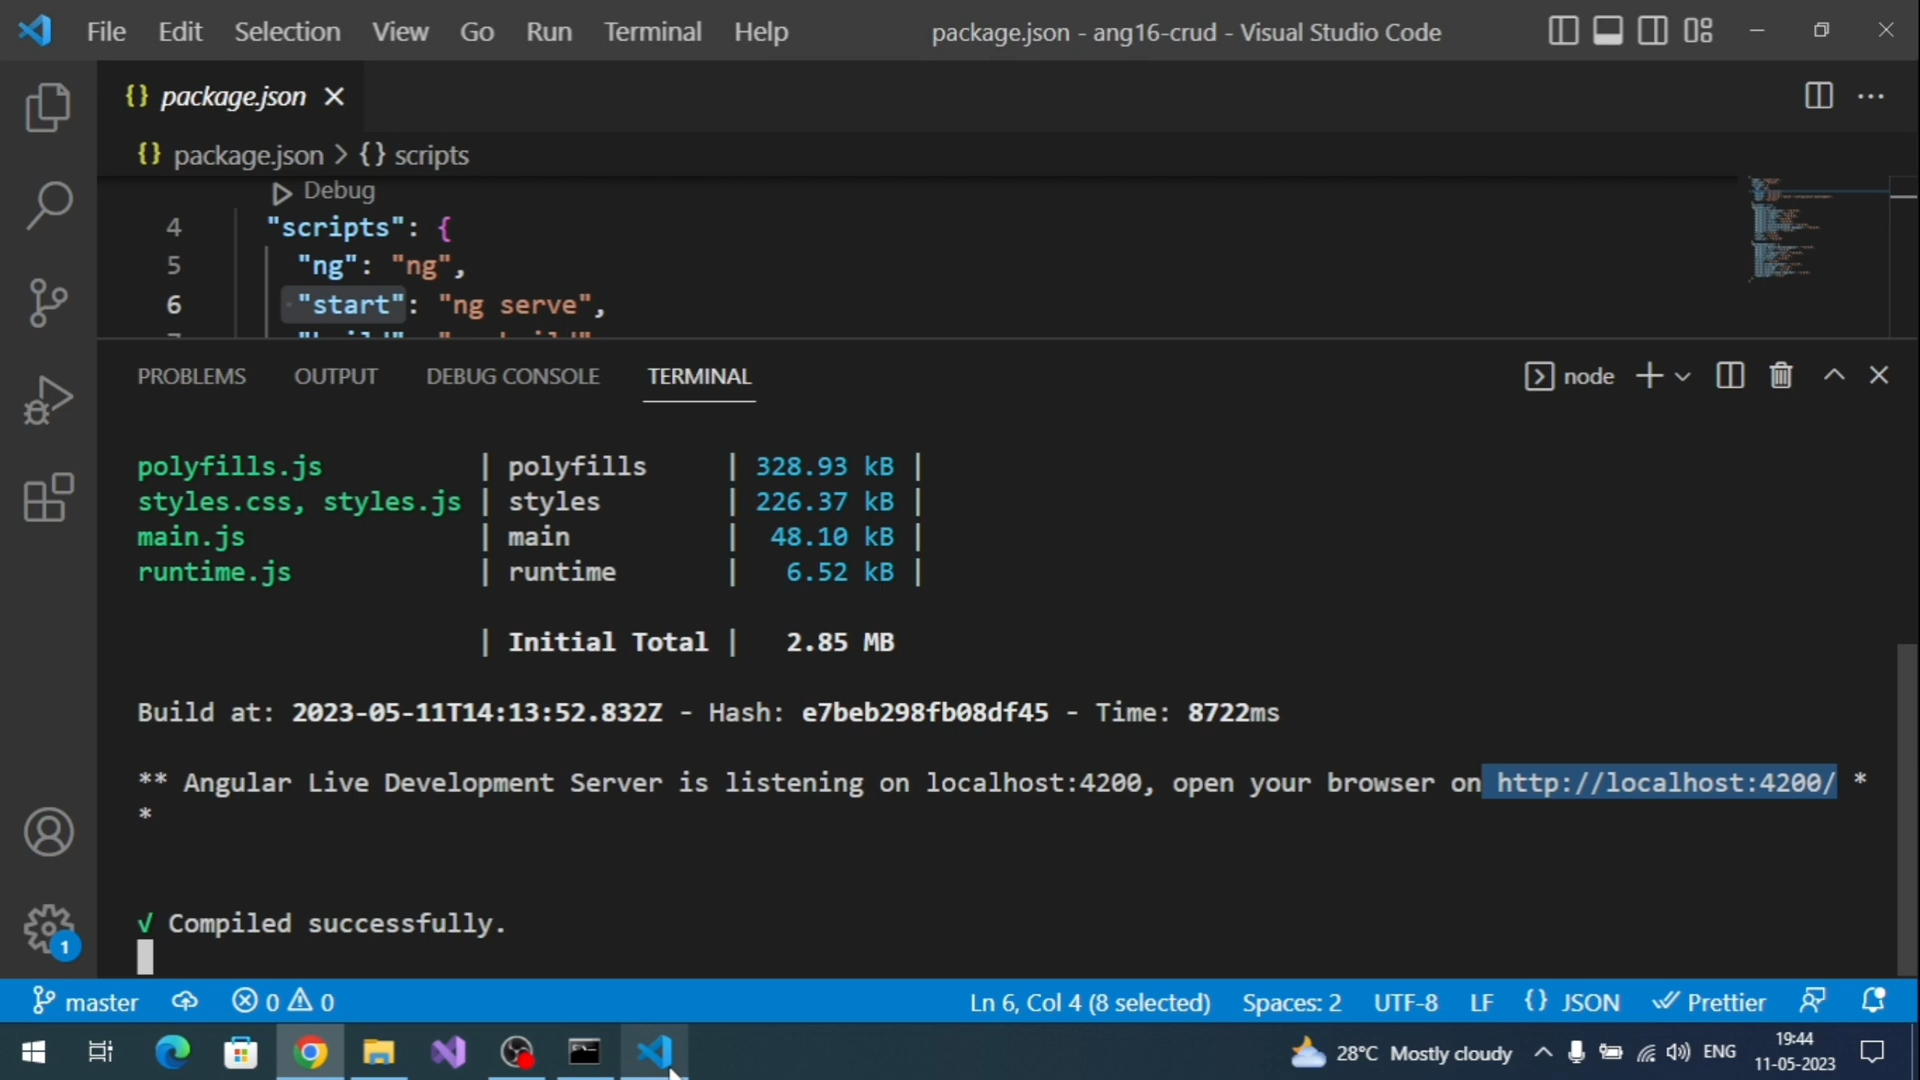 File Edit Selection View Go Run Terminal Help package.json - ang16-crud - Visual Studio Code
{} package.json
{} package.json > {} scripts
Debug
4 "scripts": {
5 "ng": "ng",
6 "start": "ng serve",
PROBLEMS OUTPUT DEBUG CONSOLE TERMINAL node
polyfills.js | polyfills | 328.93 kB |
styles.css, styles.js | styles | 226.37 kB |
main.js | main | 48.10 kB |
runtime.js | runtime | 6.52 kB |
| Initial Total | 2.85 MB
Build at: 2023-05-11T14:13:52.832Z - Hash: e7beb298fb08df45 - Time: 8722ms
** Angular Live Development Server is listening on localhost:4200, open your browser on http://localhost:4200/ *
*
√ Compiled successfully.
1
master 0 0 Ln 6, Col 4 (8 selected) Spaces: 2 UTF-8 LF {} JSON Prettier
28°C Mostly cloudy ENG 19:44
11-05-2023